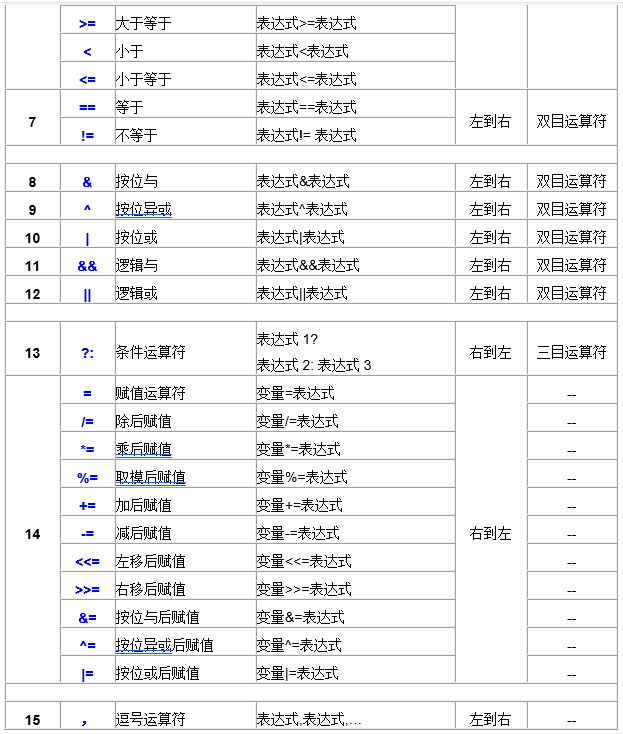 >= 大于等于 表达式>=表达式
< 小于 表达式<表达式
<= 小于等于 表达式<=表达式
7 == 等于 表达式==表达式 左到右 双目运算符
!= 不等于 表达式!= 表达式
8 & 按位与 表达式&表达式 左到右 双目运算符
9 ^ 按位异或 表达式^表达式 左到右 双目运算符
10 | 按位或 表达式|表达式 左到右 双目运算符
11 && 逻辑与 表达式&&表达式 左到右 双目运算符
12 || 逻辑或 表达式||表达式 左到右 双目运算符
13 ?: 条件运算符 表达式 1? 右到左 三目运算符
表达式 2: 表达式 3
= 赋值运算符 变量=表达式 --
/= 除后赋值 变量/=表达式 --
*= 乘后赋值 变量*=表达式 --
%= 取模后赋值 变量%=表达式 --
+= 加后赋值 变量+=表达式 --
14 -= 减后赋值 变量-=表达式 右到左 --
<<= 左移后赋值 变量<<=表达式 --
>>= 右移后赋值 变量>>=表达式 --
&= 按位与后赋值 变量&=表达式 --
^= 按位异或后赋值 变量^=表达式 --
|= 按位或后赋值 变量|=表达式 --
15 , 逗号运算符 表达式,表达式,… 左到右 --